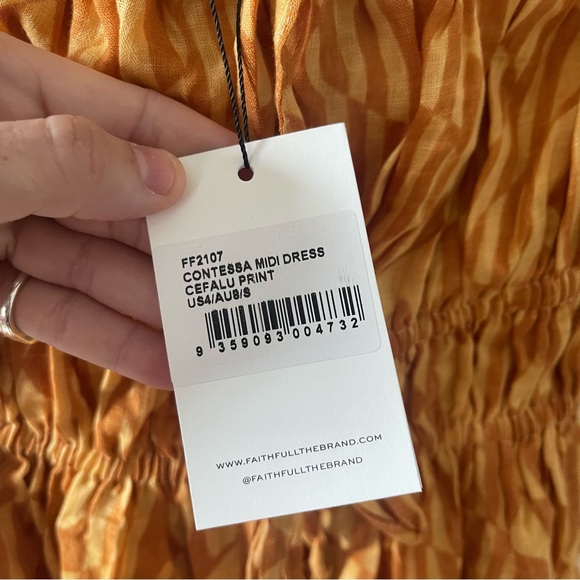 FF2107
CONTESSA MIDI DRESS
CEFALU PRINT
US4/AU8/S
9 359093 004732
WWW.FAITHFULLTHEBRAND.COM
@FAITHFULLTHEBRAND